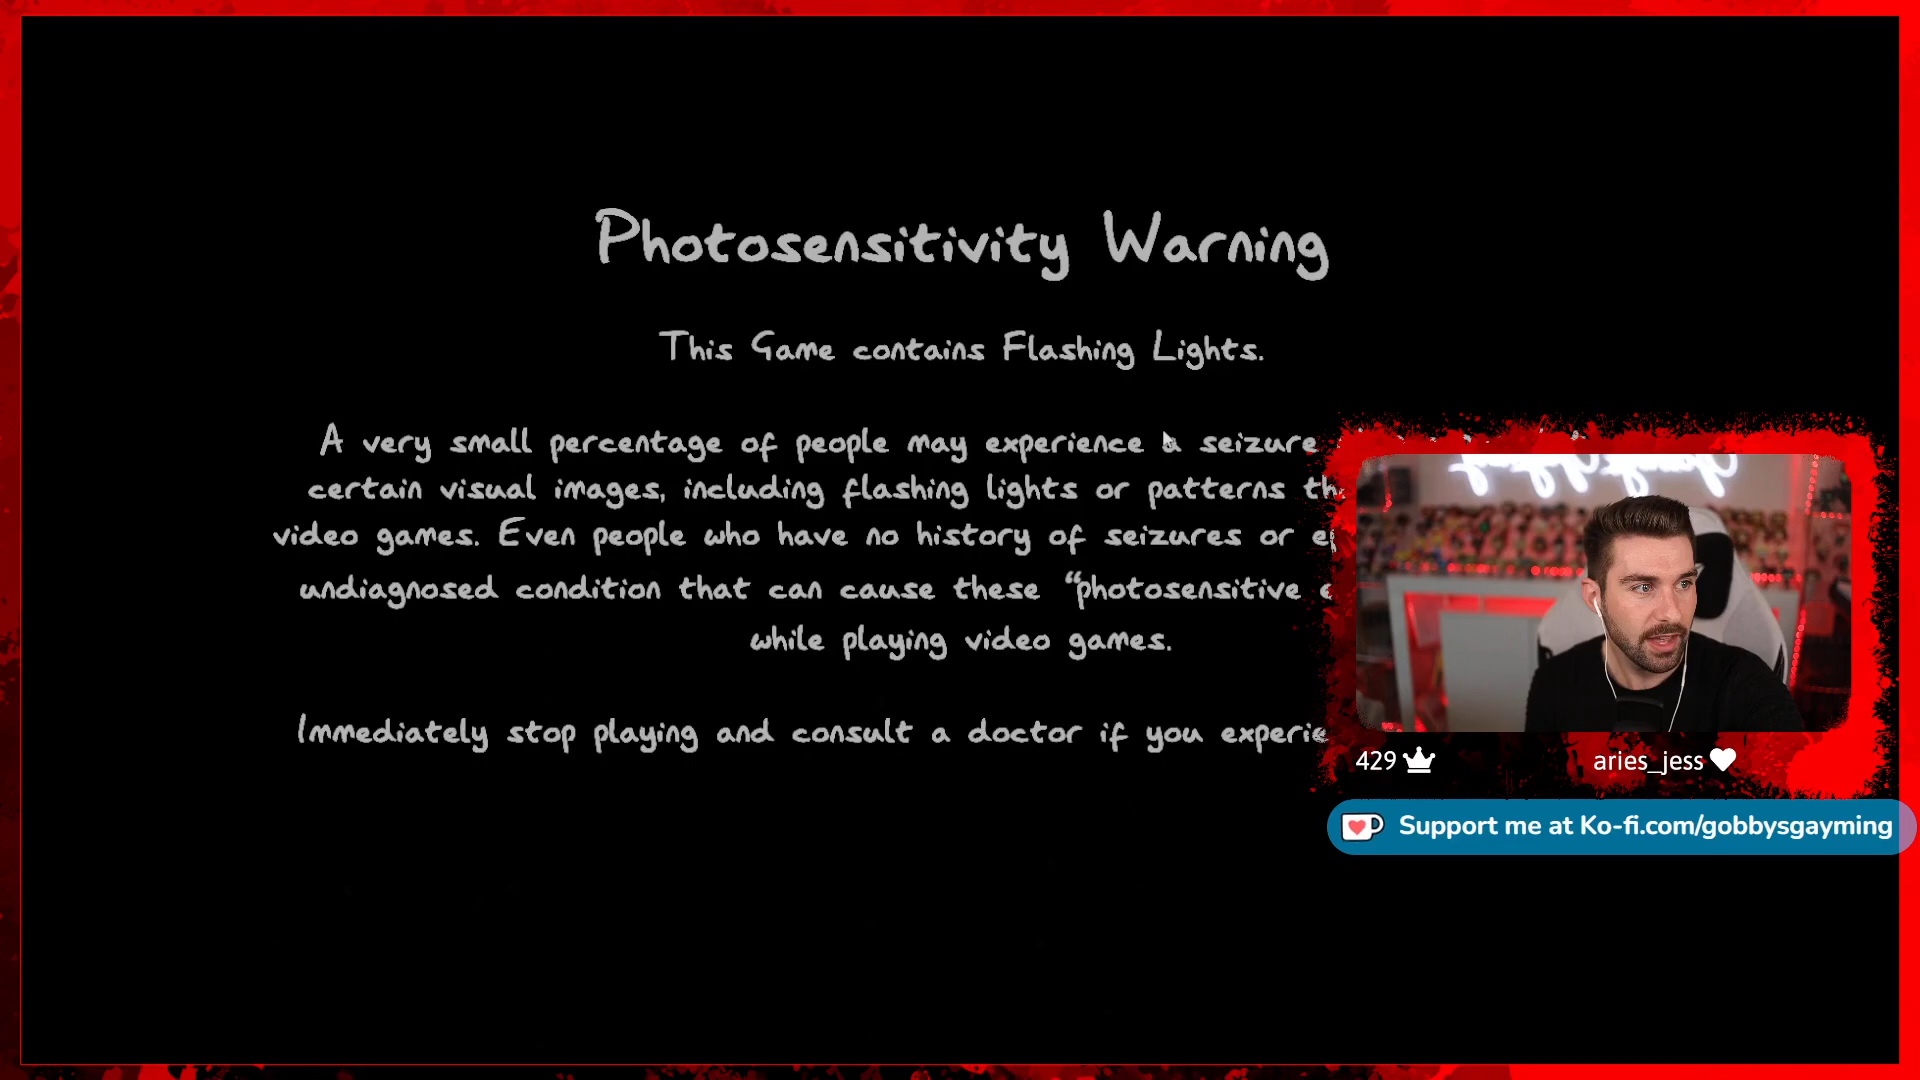 Photosensitivity Warning
This Game contains Flashing Lights.
A very small percentage of people may experience a seizure
certain visual images, including flashing lights or patterns
video games. Even people who have no history of seizures or
undiagnosed condition that can cause these “photosensitive
while playing video games.
Immediately stop playing and consult a doctor if you
429
aries_jess
Support me at Ko-fi.com/gobbysgayming